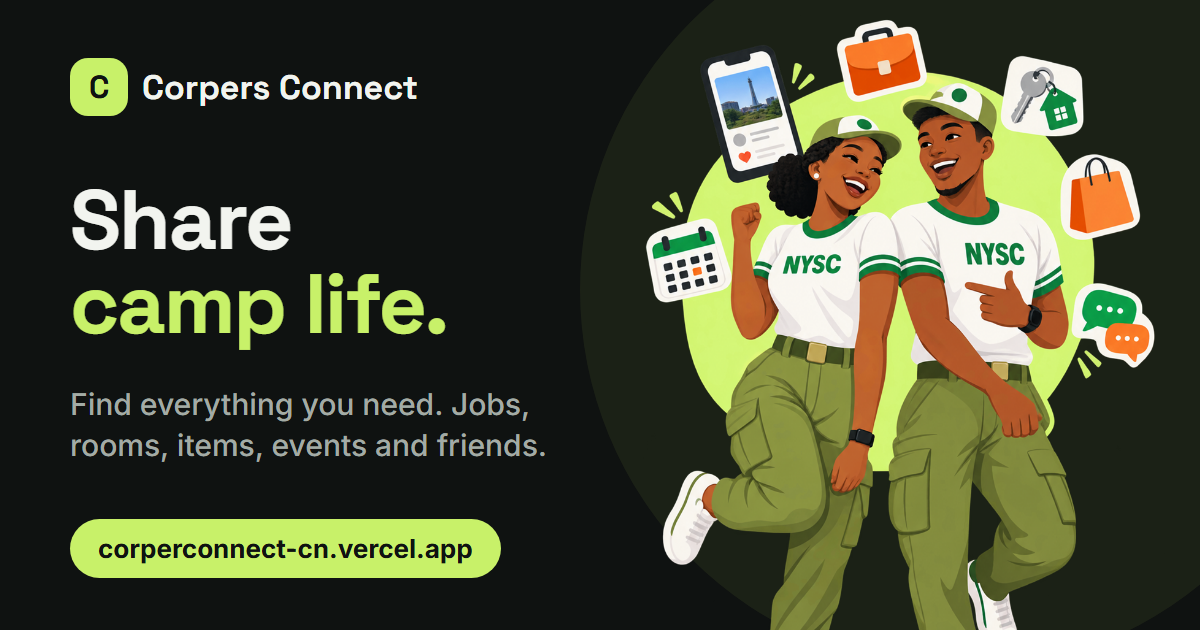 C Corpers Connect
Share
camp life.
Find everything you need. Jobs,
rooms, items, events and friends.
corperconnect-cn.vercel.app
NYSC
NYSC